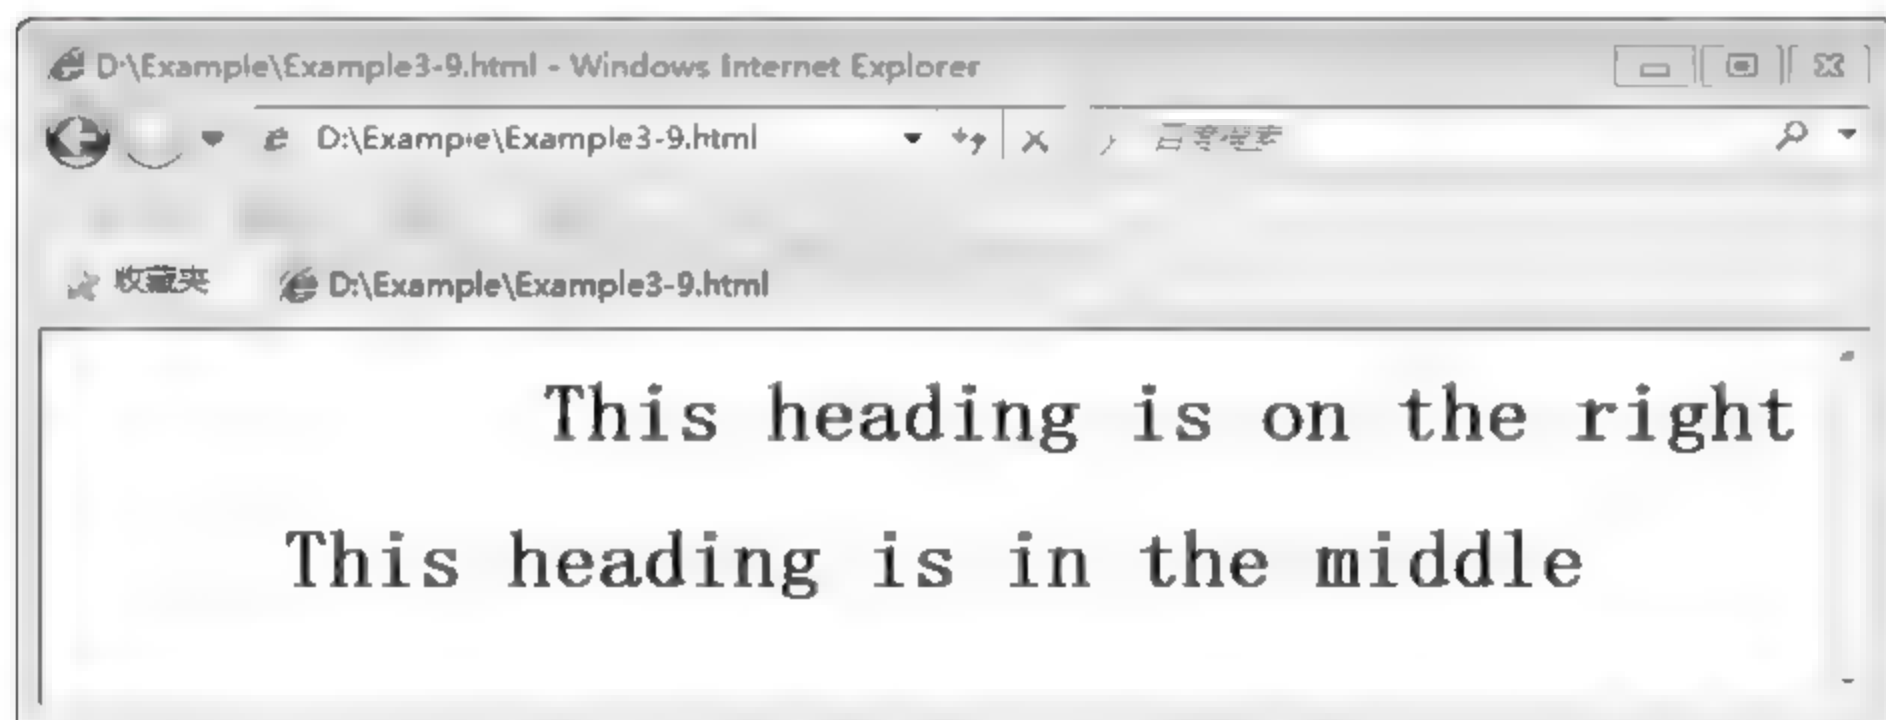 D:\Example\Example3-9.html - Windows Internet Explorer
D:\Example\Example3-9.html
收藏夹 D:\Example\Example3-9.html
This heading is on the right
This heading is in the middle